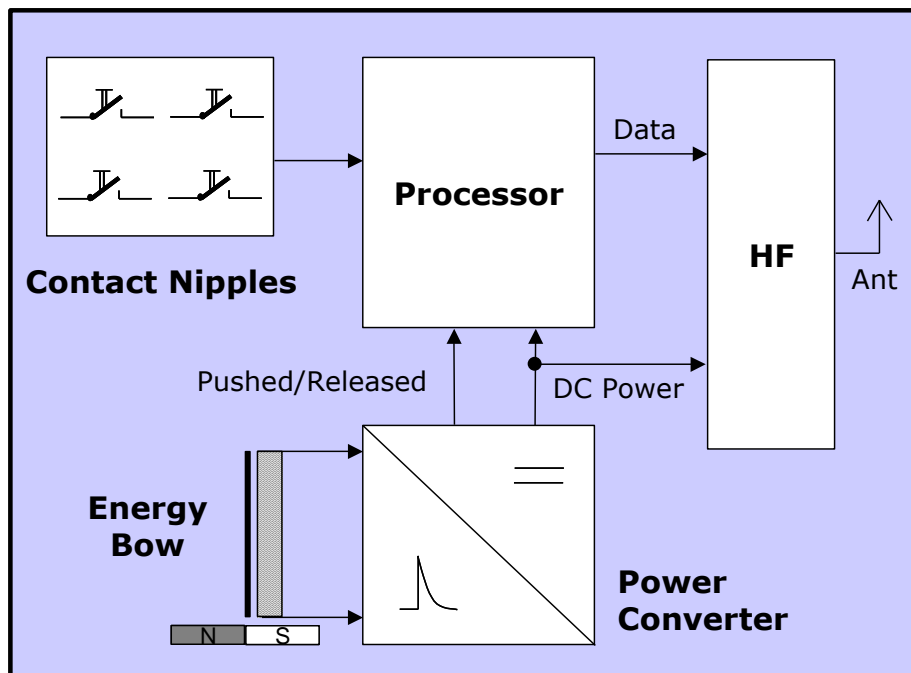 Data
Processor
HF
Contact Nipples
Ant
Pushed/Released
DC Power
Energy
Bow
Power
Converter
N
S